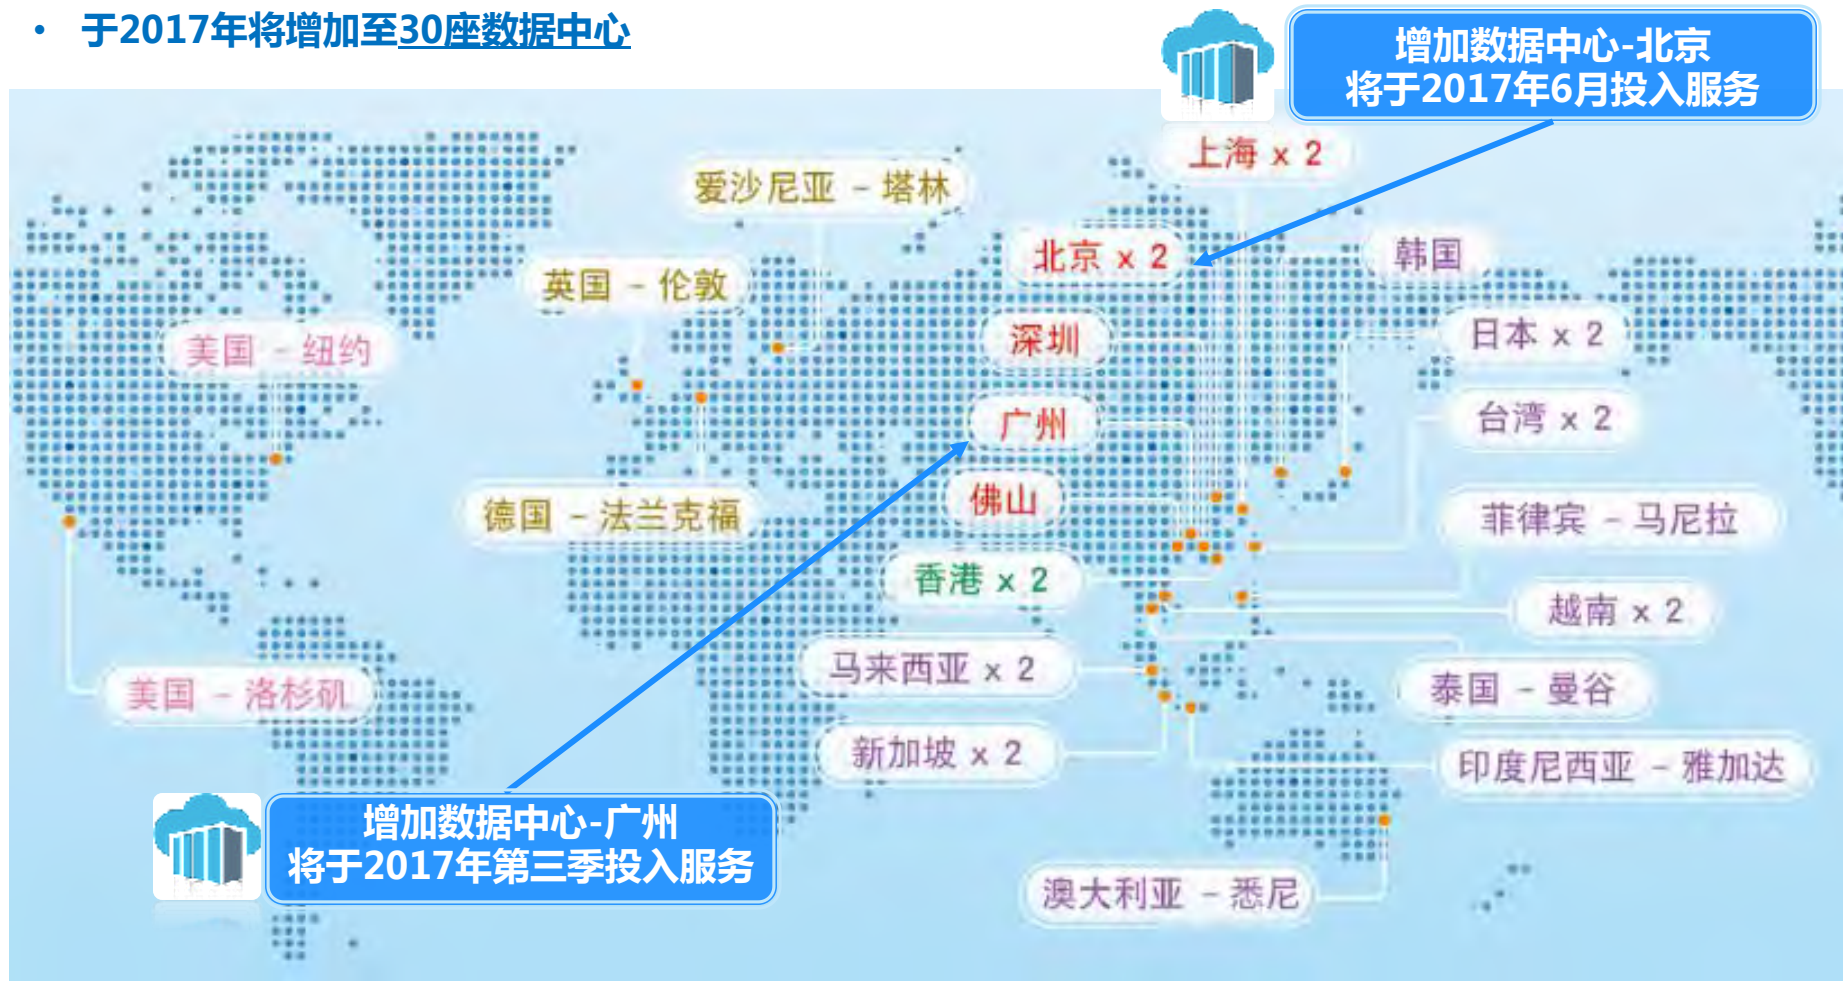 • 于2017年将增加至30座数据中心
增加数据中心-北京
将于2017年6月投入服务
上海 x 2
爱沙尼亚 – 塔林
北京 x 2
韩国
英国 – 伦敦
日本 x 2
深圳
美国 – 纽约
台湾 x 2
广州
佛山
德国 – 法兰克福
菲律宾 – 马尼拉
香港 x 2
越南 x 2
马来西亚 x 2
泰国 – 曼谷
美国 – 洛杉矶
新加坡 x 2
印度尼西亚 – 雅加达
增加数据中心-广州
将于2017年第三季投入服务
澳大利亚 – 悉尼